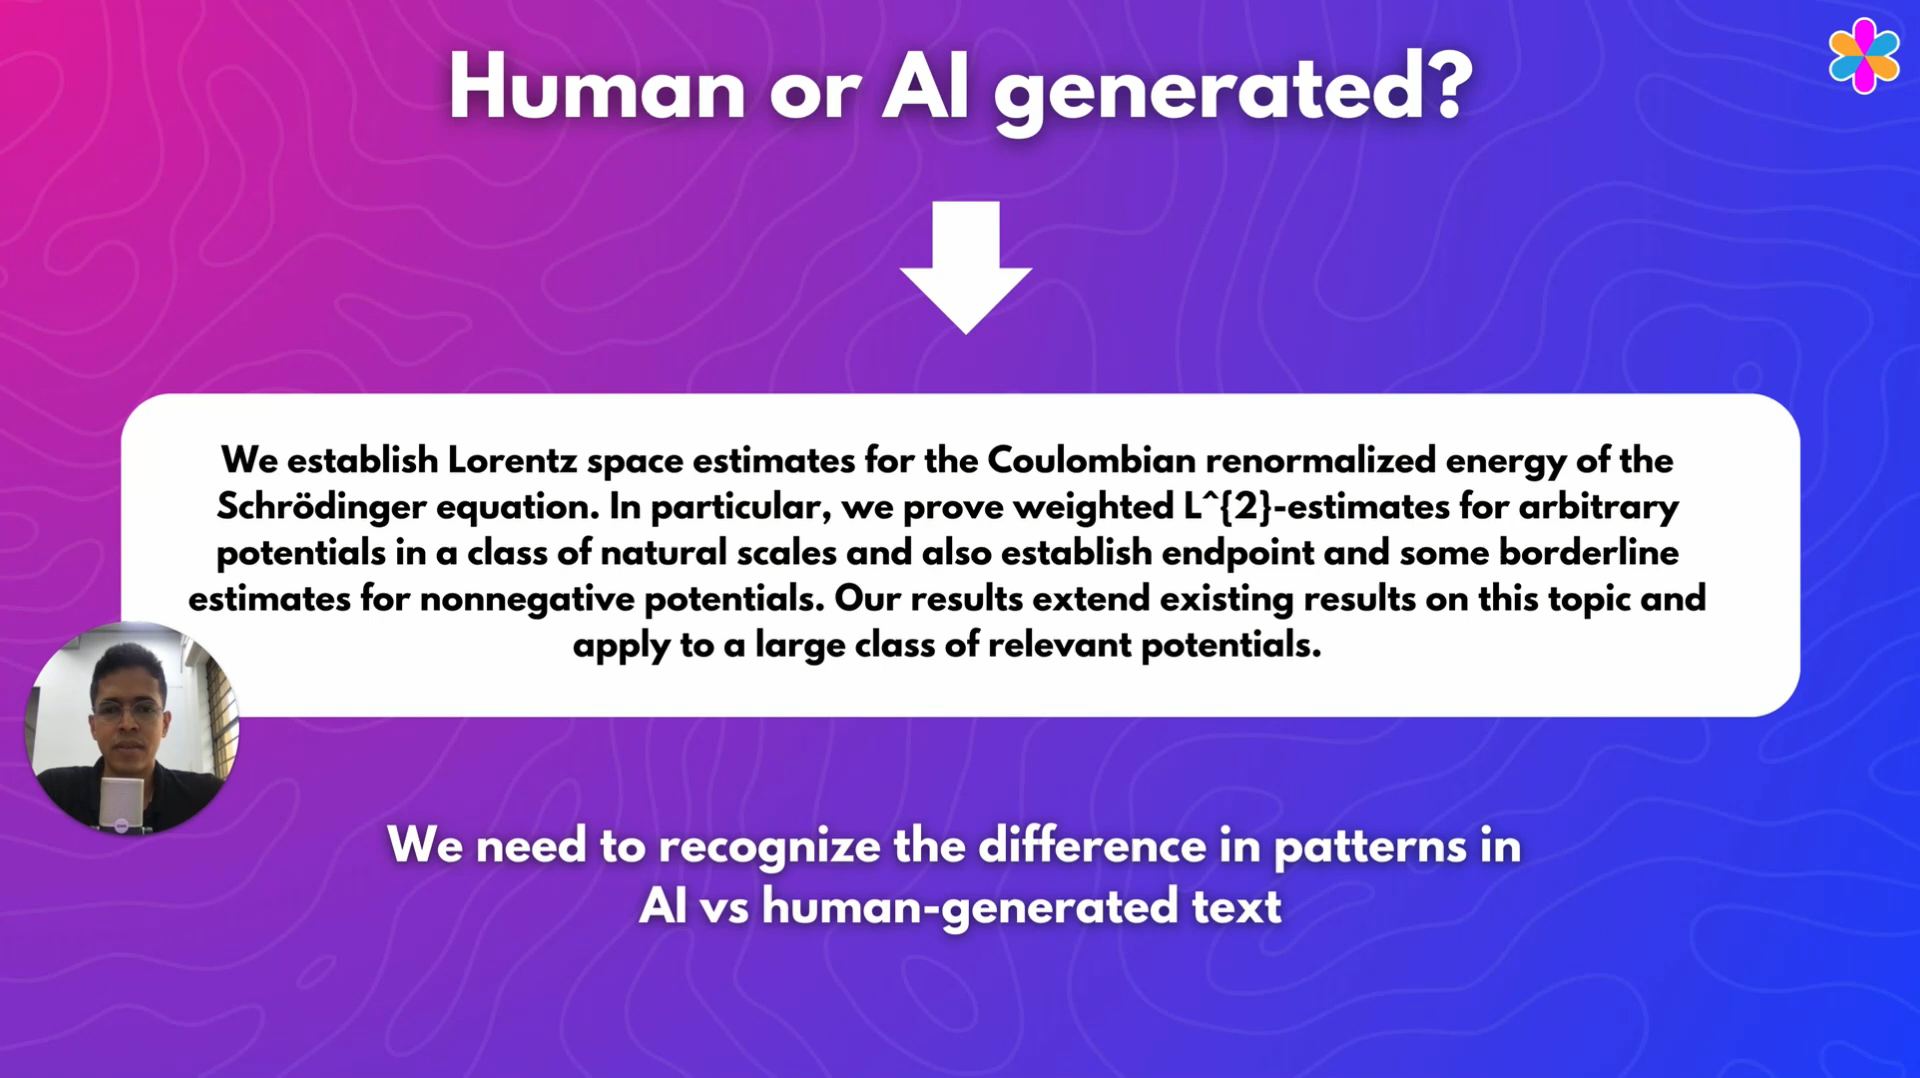 Human or AI generated?
We establish Lorentz space estimates for the Coulombian renormalized energy of the
Schrödinger equation. In particular, we prove weighted L^{2}-estimates for arbitrary
potentials in a class of natural scales and also establish endpoint and some borderline
estimates for nonnegative potentials. Our results extend existing results on this topic and
apply to a large class of relevant potentials.
We need to recognize the difference in patterns in
AI vs human-generated text